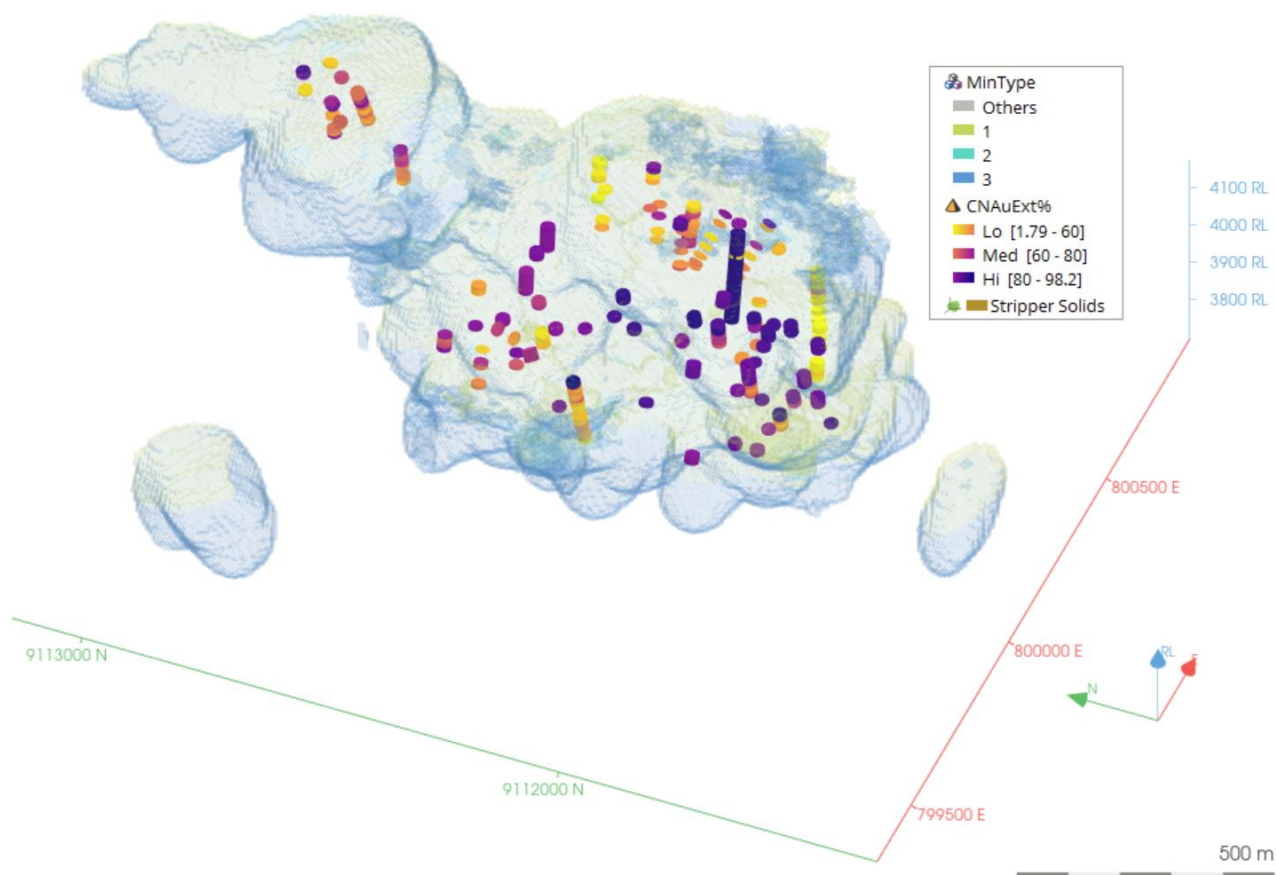 MinType
Others
1
2
3
CNAuExt%
Lo [1.79 - 60]
Med [60 - 80]
Hi [80 - 98.2]
Stripper Solids
4100 RL
4000 RL
3900 RL
3800 RL
800500 E
800000 E
799500 E
9113000 N
9112000 N
RL
E
N
500 m